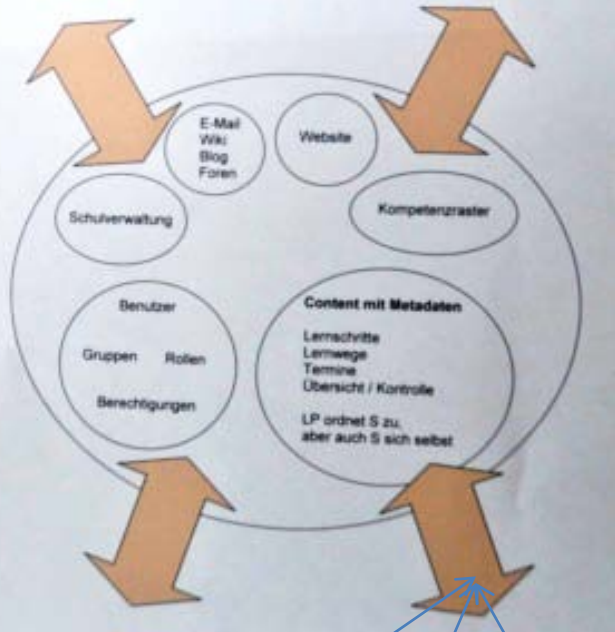 E-Mail
Wiki
Blog
Foren
Website
Schulverwaltung
Kompetenzraster
Benutzer
Gruppen Rollen
Berechtigungen
Content mit Metadaten
Lernschritte
Lernwege
Termine
Übersicht / Kontrolle
LP ordnet S zu,
aber auch S sich selbst